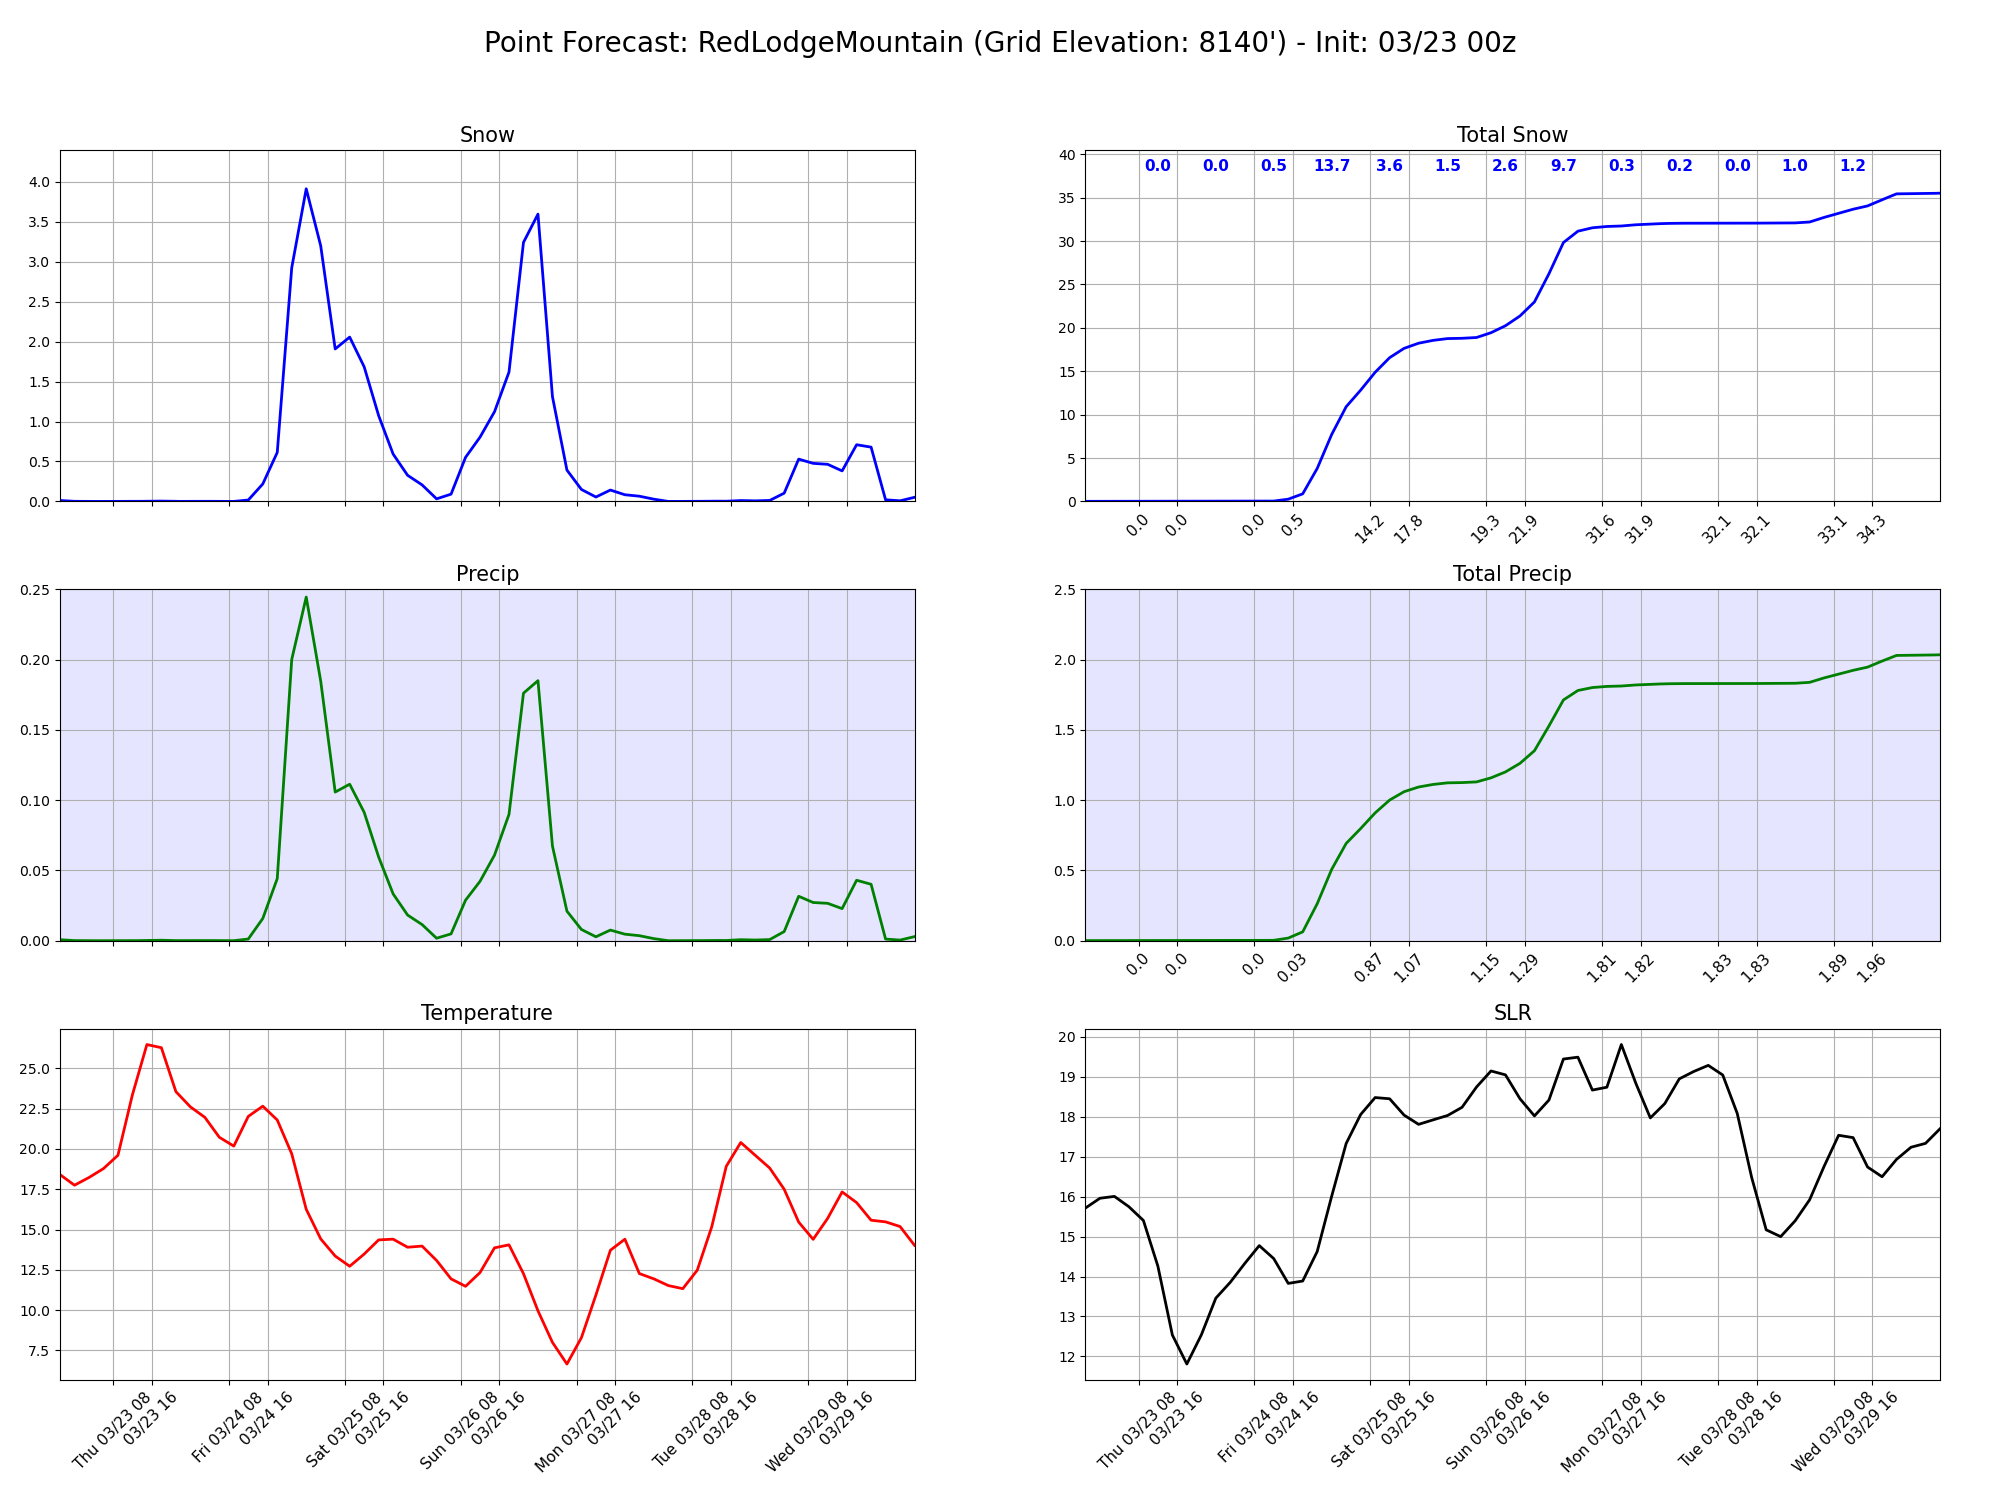 Point Forecast: RedLodgeMountain (Grid Elevation: 8140') - Init: 03/23 00z
Snow
4.0
3.5
3.0
2.5
2.0
1.5
1.0
0.5
0.0
Total Snow
0.0 0.0 0.5 13.7 3.6 1.5 2.6 9.7 0.3 0.2 0.0 1.0 1.2
40
35
30
25
20
15
10
5
0
0.0 0.0 0.0 0.5 14.2 17.8 19.3 21.9 31.6 31.9 32.1 32.1 33.1 34.3
Precip
0.25
0.20
0.15
0.10
0.05
0.00
Total Precip
2.5
2.0
1.5
1.0
0.5
0.0
0.0 0.0 0.0 0.03 0.87 1.07 1.15 1.29 1.81 1.82 1.83 1.83 1.89 1.96
Temperature
25.0
22.5
20.0
17.5
15.0
12.5
10.0
7.5
Thu 03/23 08
03/23 16
Fri 03/24 08
03/24 16
Sat 03/25 08
03/25 16
Sun 03/26 08
03/26 16
Mon 03/27 08
03/27 16
Tue 03/28 08
03/28 16
Wed 03/29 08
03/29 16
SLR
20
19
18
17
16
15
14
13
12
Thu 03/23 08
03/23 16
Fri 03/24 08
03/24 16
Sat 03/25 08
03/25 16
Sun 03/26 08
03/26 16
Mon 03/27 08
03/27 16
Tue 03/28 08
03/28 16
Wed 03/29 08
03/29 16